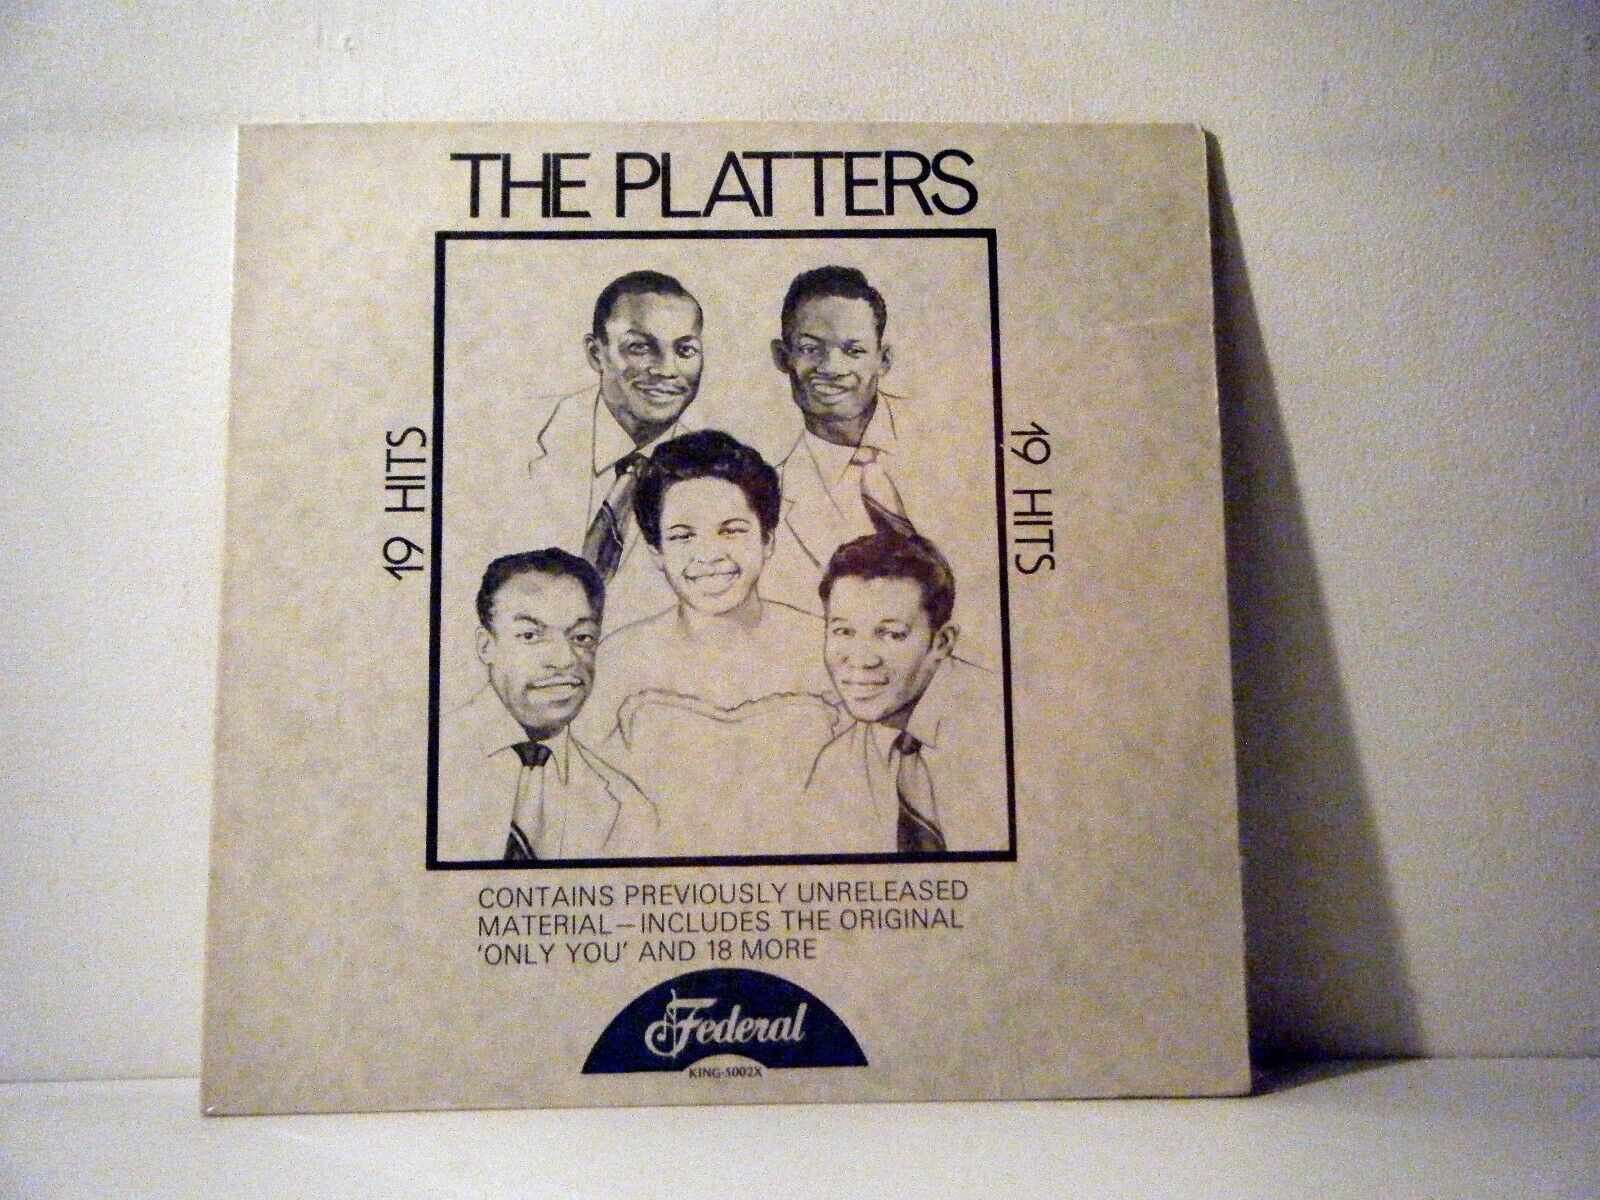 THE PLATTERS
19 HITS
19 HITS
CONTAINS PREVIOUSLY UNRELEASED
MATERIAL—INCLUDES THE ORIGINAL
'ONLY YOU' AND 18 MORE
Federal
KING-5002X